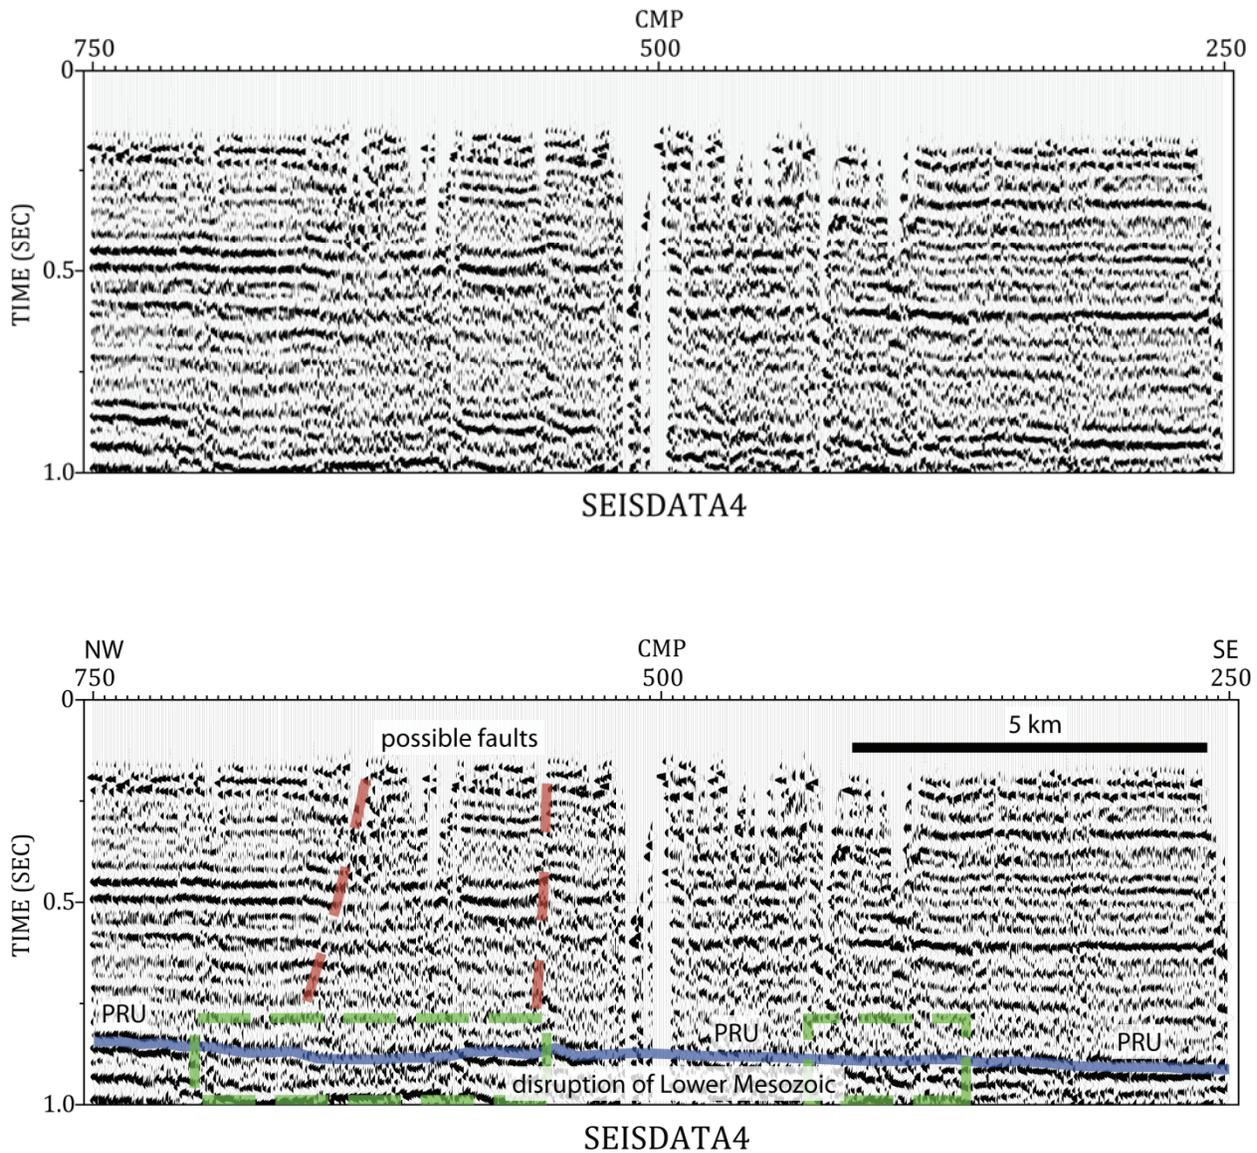 CMP
750 500 250
0
TIME (SEC)
0.5
1.0
SEISDATA4
NW CMP SE
750 500 250
0
possible faults
5 km
TIME (SEC)
0.5
PRU
PRU
PRU
disruption of Lower Mesozoic
1.0
SEISDATA4